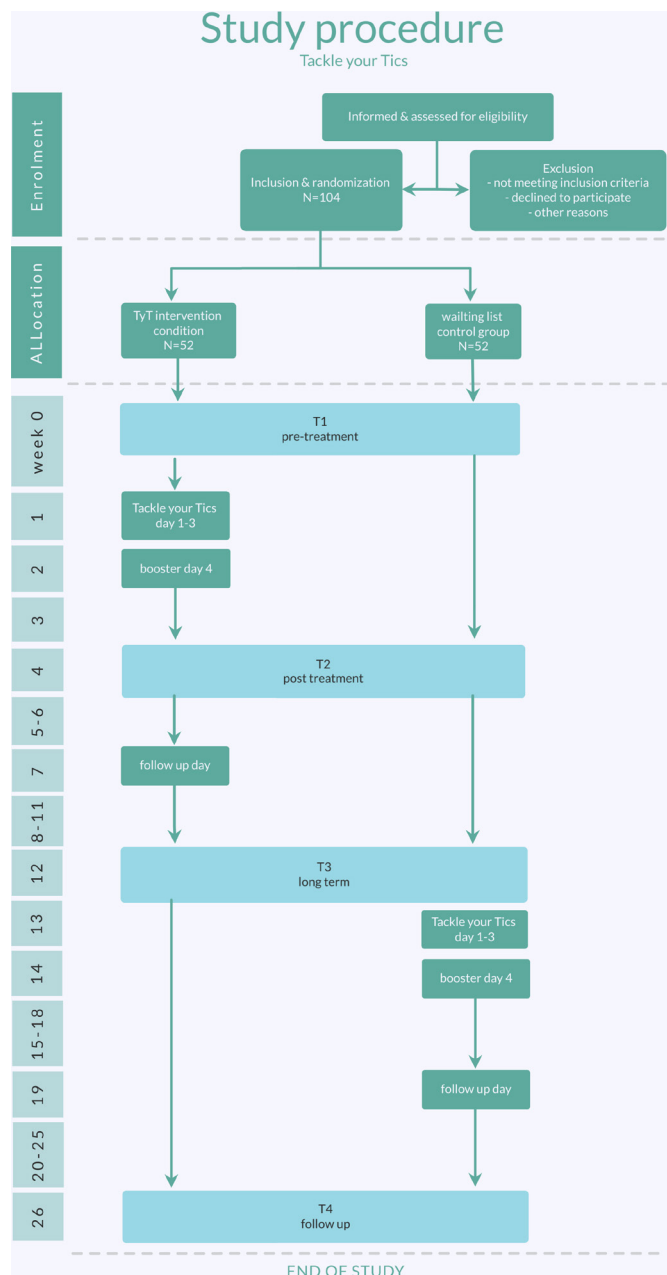 Study procedure
Tackle your Tics
Enrolment
Informed & assessed for eligibility
Inclusion & randomization
N=104
Exclusion
- not meeting inclusion criteria
- declined to participate
- other reasons
ALLocation
TyT intervention
condition
N=52
wailting list
control group
N=52
week 0
T1
pre-treatment
1
Tackle your Tics
day 1-3
2
booster day 4
3
4
T2
post treatment
5-6
7
follow up day
8-11
12
T3
long term
13
Tackle your Tics
day 1-3
14
booster day 4
15-18
19
follow up day
20-25
26
T4
follow up
END OF STUDY